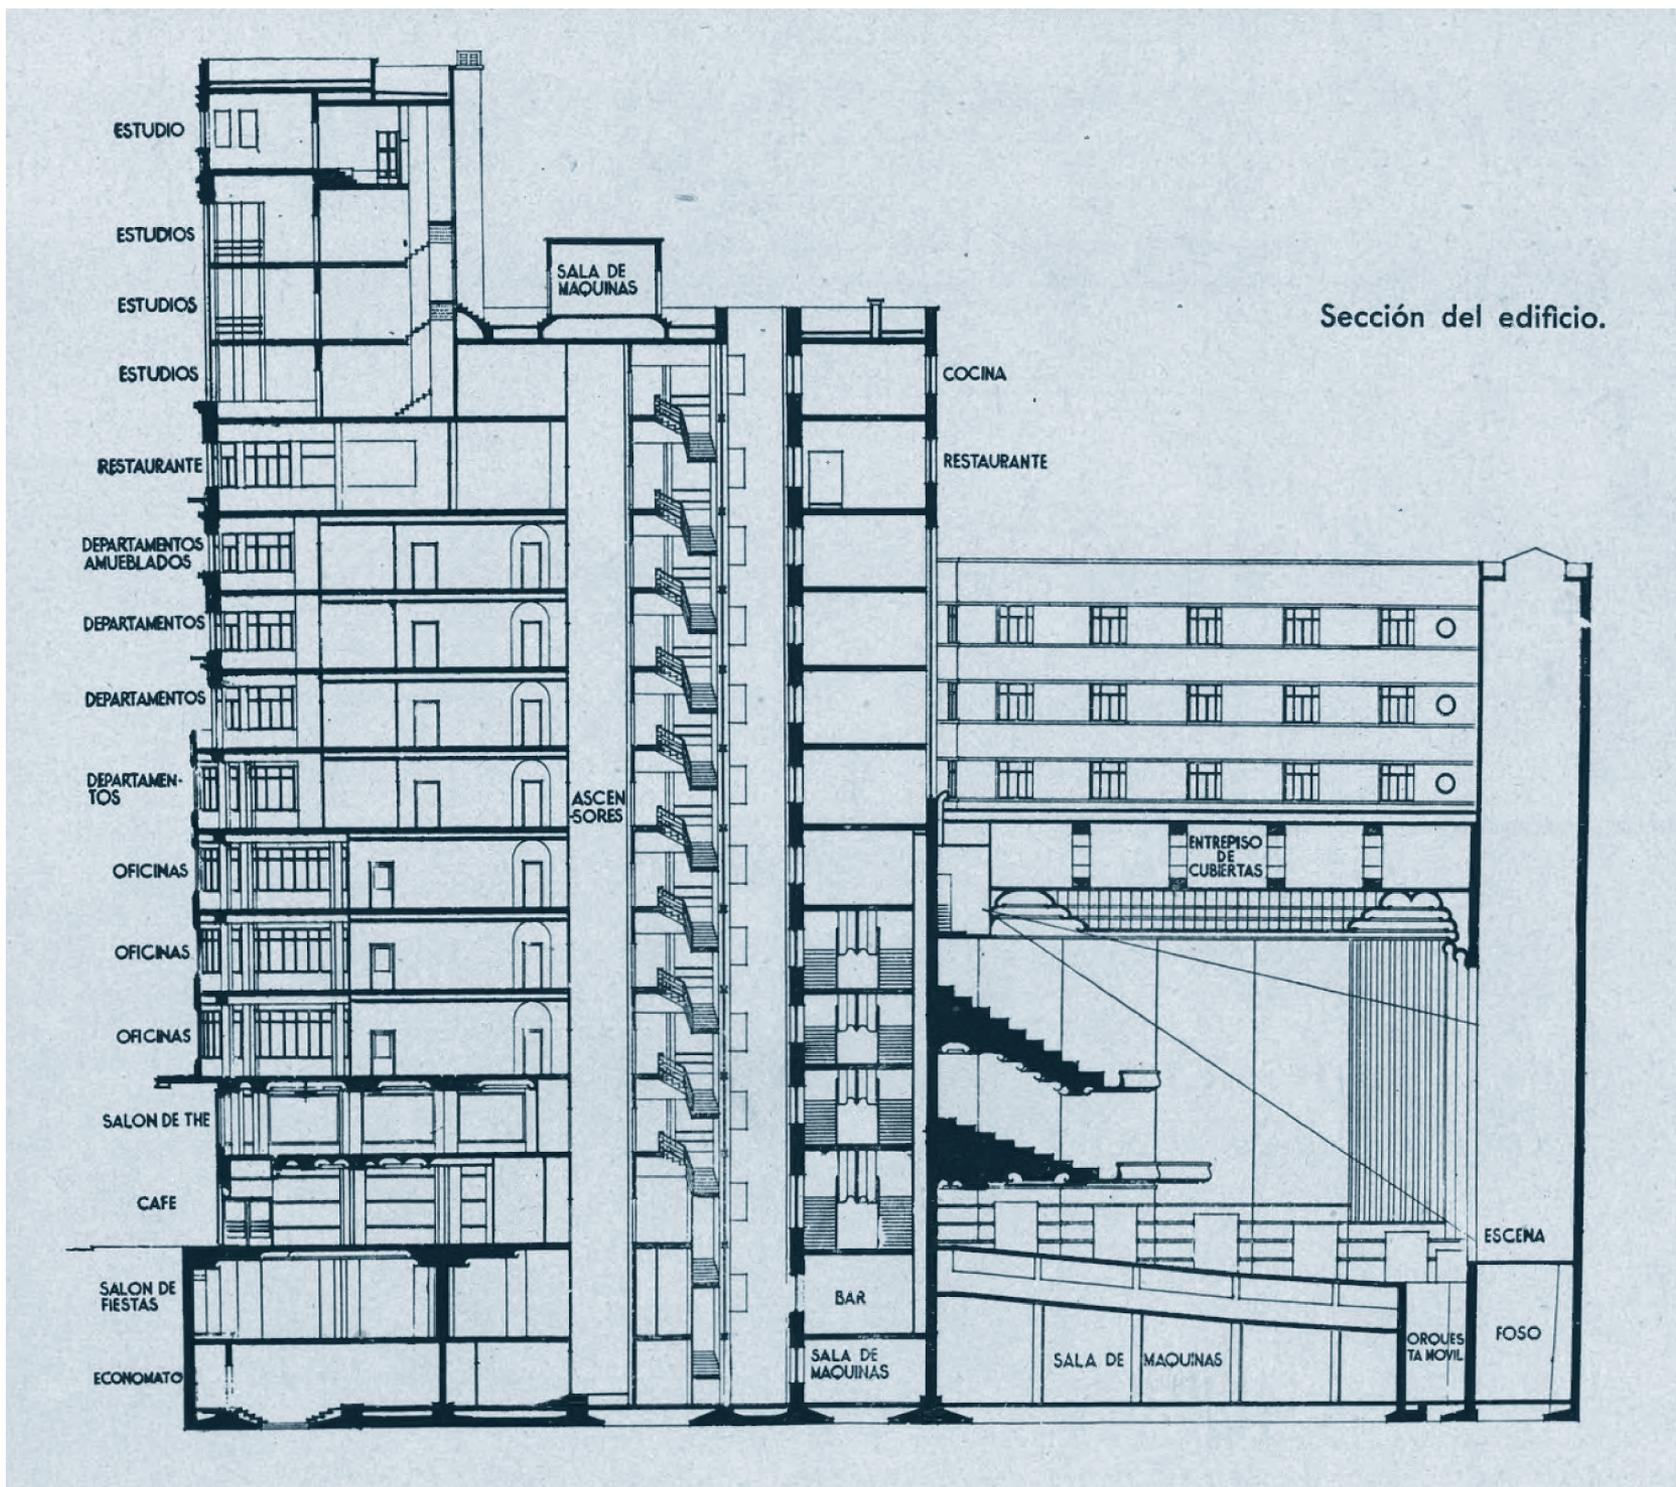 Sección del edificio.
ESTUDIO
ESTUDIOS
ESTUDIOS
ESTUDIOS
RESTAURANTE
DEPARTAMENTOS
AMUEBLADOS
DEPARTAMENTOS
DEPARTAMENTOS
DEPARTAMEN-
TOS
OFICINAS
OFICINAS
OFICINAS
SALON DE THE
CAFE
SALON DE
FIESTAS
ECONOMATO
SALA DE
MAQUINAS
ASCEN
-SORES
COCINA
RESTAURANTE
BAR
SALA DE
MAQUINAS
ENTREPISO
DE
CUBIERTAS
ESCENA
SALA DE MAQUINAS
ORQUES
TA MOVIL
FOSO